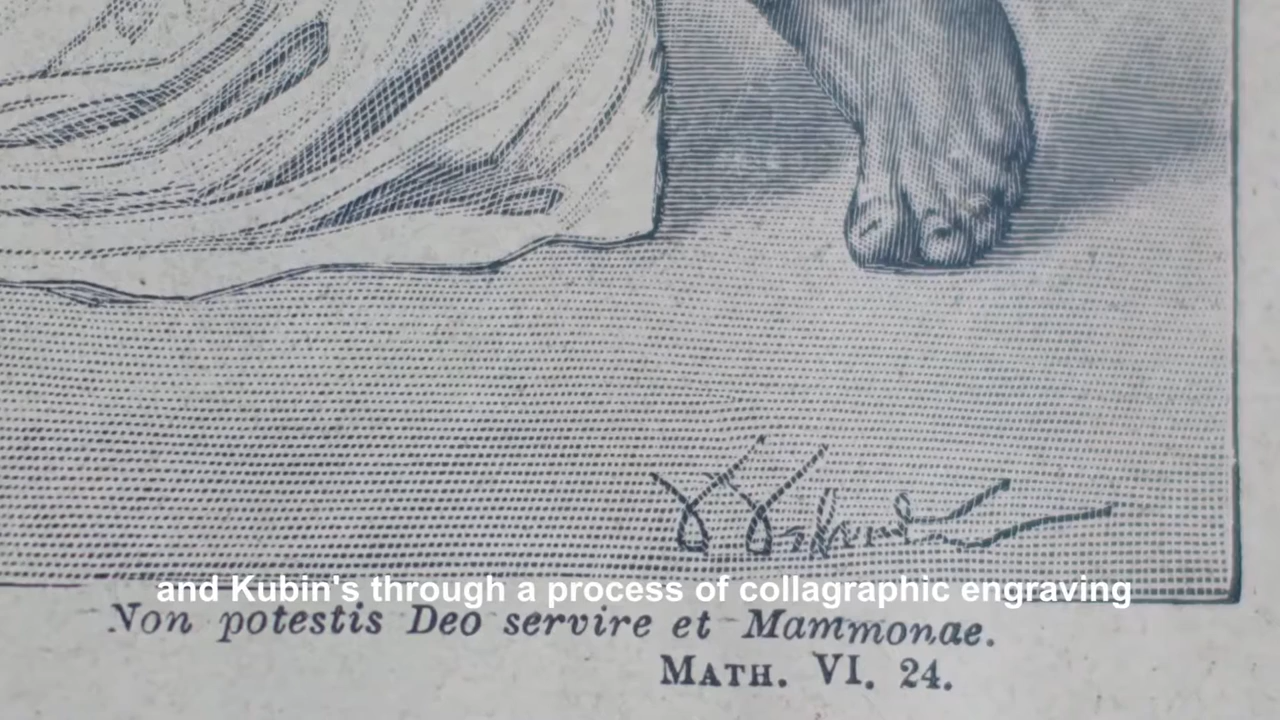 and Kubin's through a process of collagraphic engraving
Non potestis Deo servire et Mammonae.
MATH. VI. 24.